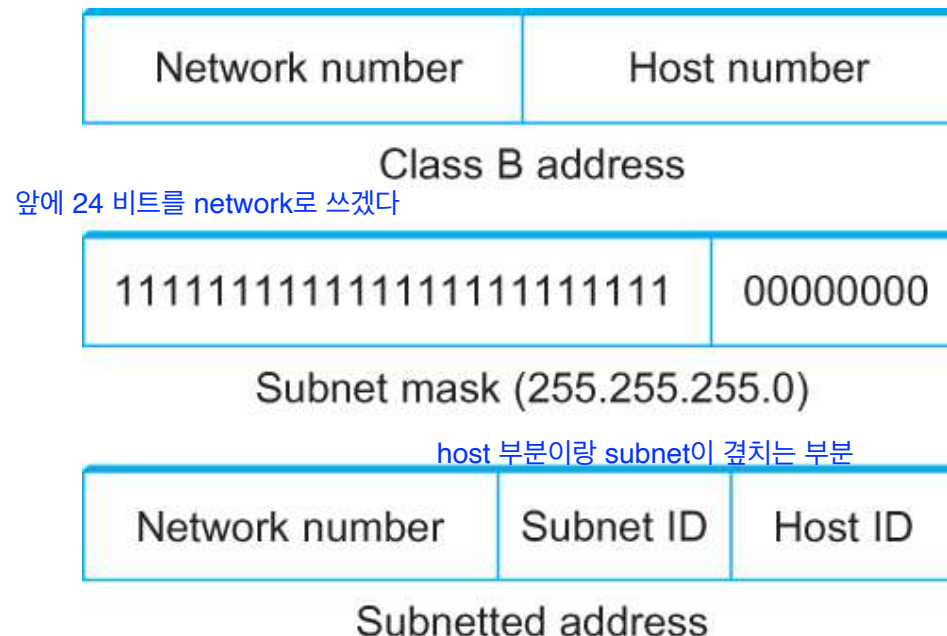 Network number Host number
Class B address
앞에 24 비트를 network로 쓰겠다
111111111111111111111111 00000000
Subnet mask (255.255.255.0)
host 부분이랑 subnet이 곂치는 부분
Network number Subnet ID Host ID
Subnetted address